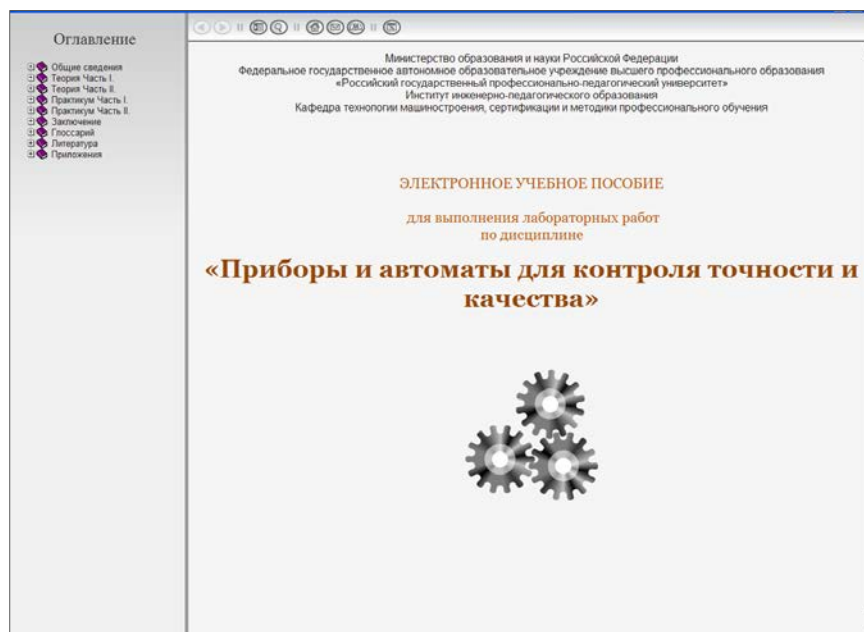 Оглавление
Общие сведения
Теория Часть I.
Теория Часть II.
Практикум Часть I.
Практикум Часть II.
Заключение
Глоссарий
Литература
Приложения
Министерство образования и науки Российской Федерации
Федеральное государственное автономное образовательное учреждение высшего профессионального образования
«Российский государственный профессионально-педагогический университет»
Институт инженерно-педагогического образования
Кафедра технологии машиностроения, сертификации и методики профессионального обучения
ЭЛЕКТРОННОЕ УЧЕБНОЕ ПОСОБИЕ
для выполнения лабораторных работ
по дисциплине
«Приборы и автоматы для контроля точности и
качества»